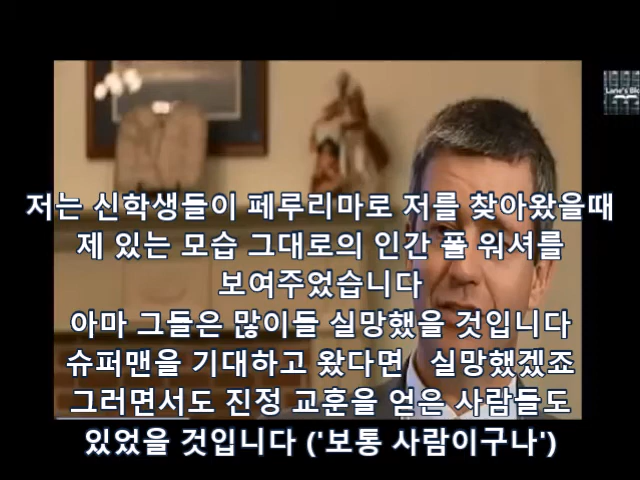 Lane's Blo
저는 신학생들이 페루리마로 저를 찾아왔을때
제 있는 모습 그대로의 인간 폴 워셔를
보여주었습니다
아마 그들은 많이들 실망했을 것입니다
슈퍼맨을 기대하고 왔다면 실망했겠죠
그러면서도 진정 교훈을 얻은 사람들도
있었을 것입니다 ('보통 사람이구나')